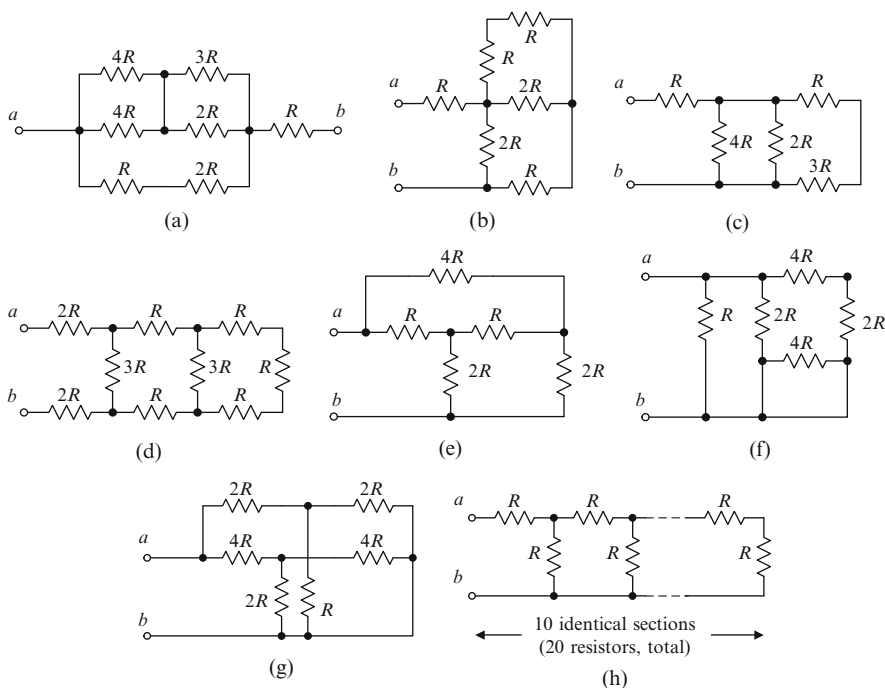 4R 3R
a 4R 2R R b
R 2R
(a)
R
R
a R 2R
2R
b R
(b)
a R R
4R 2R
b 3R
(c)
a 2R R R
3R 3R R
b 2R R R
(d)
4R
a R R
2R 2R
b
(e)
a 4R
R 2R 2R
4R
b
(f)
2R 2R
a 4R 4R
2R R
b
(g)
a R R R
R R R
b
10 identical sections
(20 resistors, total)
(h)